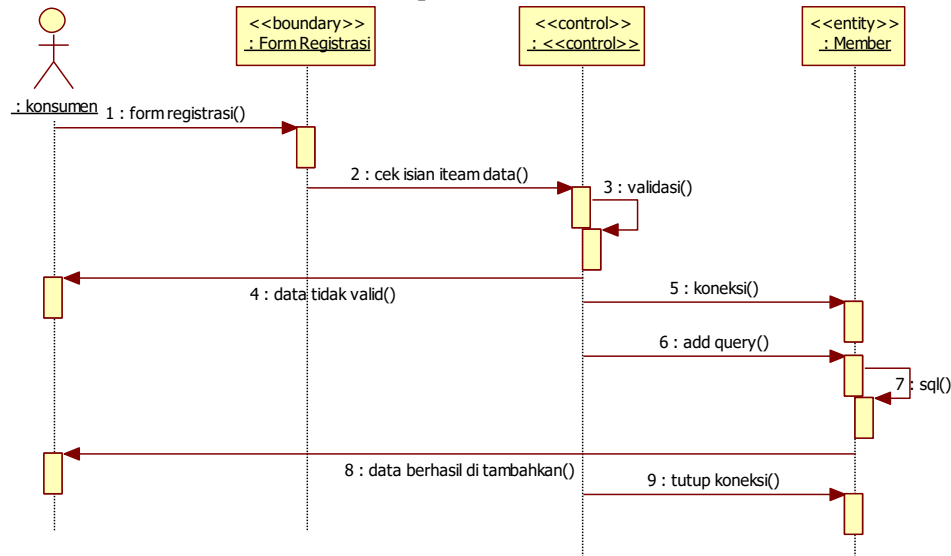 <<boundary>>
: Form Registrasi
<<control>>
: <<control>>
<<entity>>
: Member
: konsumen
1 : form registrasi()
2 : cek isian iteam data()
3 : validasi()
4 : data tidak valid()
5 : koneksi()
6 : add query()
7 : sql()
8 : data berhasil di tambahkan()
9 : tutup koneksi()